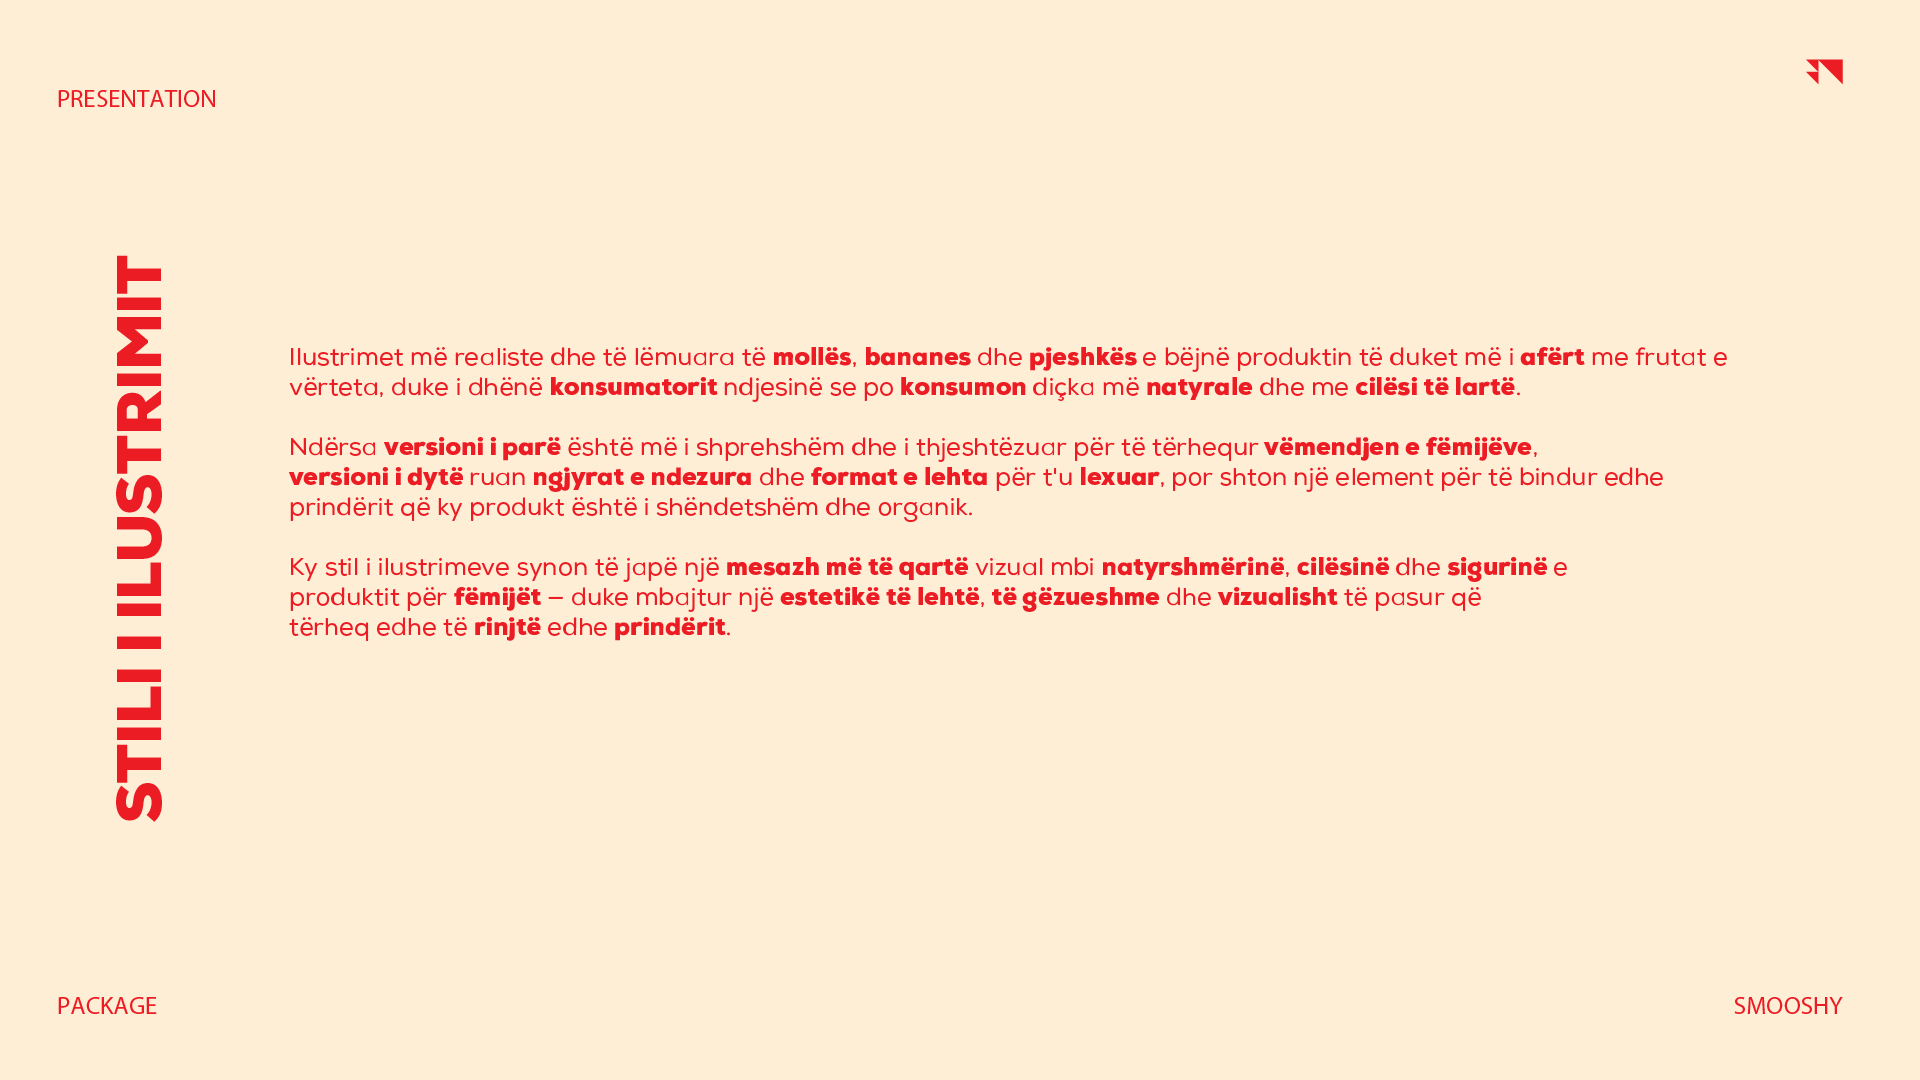 PRESENTATION
STILI I ILUSTRIMIT
Ilustrimet më realiste dhe të lëmuara të mollës, bananes dhe pjeshkës e bëjnë produktin të duket më i afërt me frutat e
vërteta, duke i dhënë konsumatorit ndjesinë se po konsumon diçka më natyrale dhe me cilësi të lartë.
Ndërsa versioni i parë është më i shprehshëm dhe i thjeshtëzuar për të tërhequr vëmendjen e fëmijëve,
versioni i dytë ruan ngjyrat e ndezura dhe format e lehta për t'u lexuar, por shton një element për të bindur edhe
prindërit që ky produkt është i shëndetshëm dhe organik.
Ky stil i ilustrimeve synon të japë një mesazh më të qartë vizual mbi natyrshmërinë, cilësinë dhe sigurinë e
produktit për fëmijët – duke mbajtur një estetikë të lehtë, të gëzueshme dhe vizualisht të pasur që
tërheq edhe të rinjtë edhe prindërit.
PACKAGE
SMOOSHY